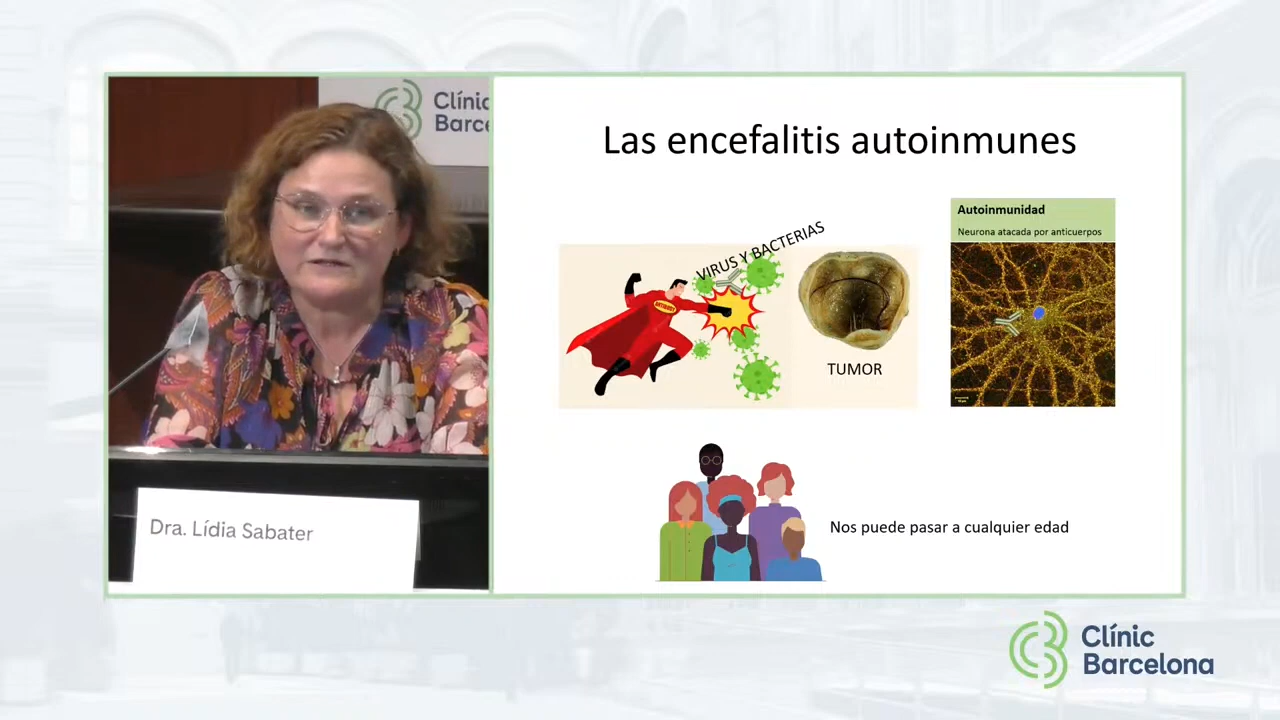 Clínic
Barce
Dra. Lídia Sabater
Las encefalitis autoinmunes
VIRUS Y BACTERIAS
TUMOR
Autoinmunidad
Neurona atacada por anticuerpos
Nos puede pasar a cualquier edad
Clínic
Barcelona